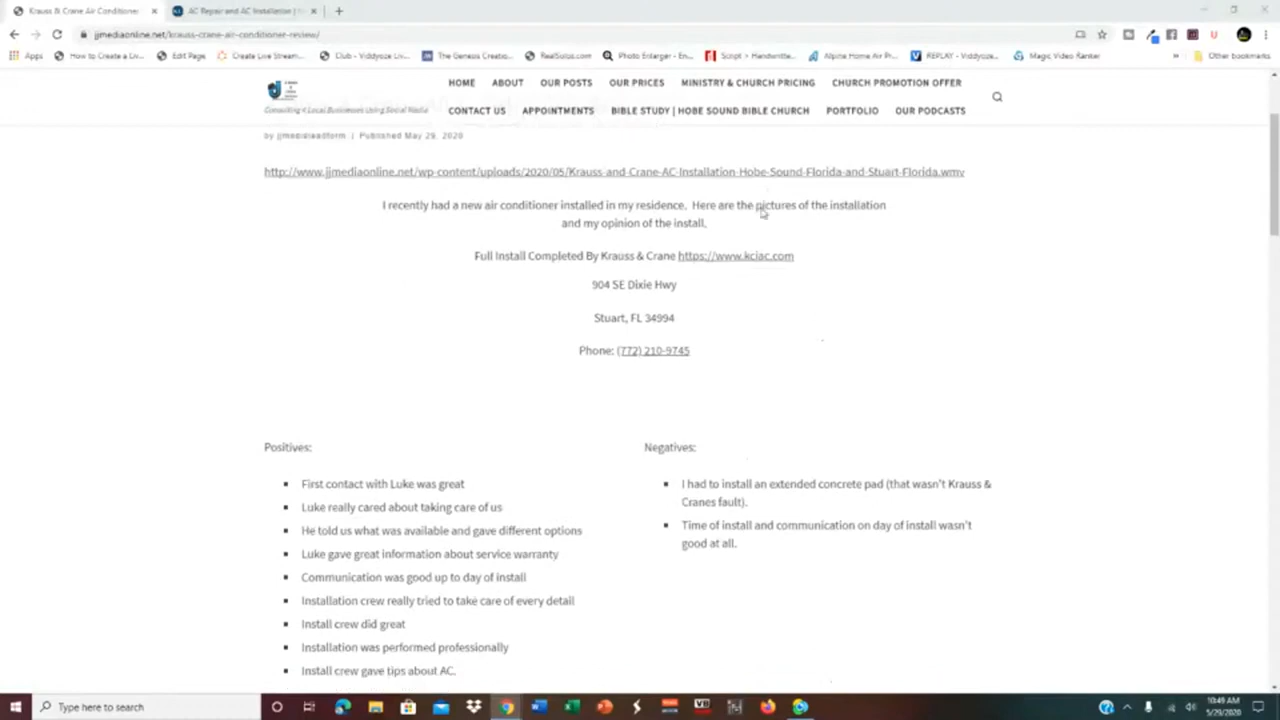 Krauss & Crane Air Conditioner
AC Repair and AC Installation |
jjmediaonline.net/krauss-crane-air-conditioner-review/
Apps
How to Create a Liv...
Edit Page
Create Live Stream...
Club - Viddyoze Liv...
The Genesis Creatio...
RealSolos.com
Photo Enlarger - En...
Script > Handwritte...
Alpine Home Air Pr...
REPLAY - Viddyoze...
Magic Video Ranker
»
Other bookmarks
HOME
ABOUT
OUR POSTS
OUR PRICES
MINISTRY & CHURCH PRICING
CHURCH PROMOTION OFFER
Consulting 4 Local Businesses Using Social Media
CONTACT US
APPOINTMENTS
BIBLE STUDY | HOBE SOUND BIBLE CHURCH
PORTFOLIO
OUR PODCASTS
by jjmedialeadform | Published May 29, 2020
http://www.jjmediaonline.net/wp-content/uploads/2020/05/Krauss-and-Crane-AC-Installation-Hobe-Sound-Florida-and-Stuart-Florida.wmv
I recently had a new air conditioner installed in my residence. Here are the pictures of the installation
and my opinion of the install.
Full Install Completed By Krauss & Crane https://www.kciac.com
904 SE Dixie Hwy
Stuart, FL 34994
Phone: (772) 210-9745
Positives:
First contact with Luke was great
Luke really cared about taking care of us
He told us what was available and gave different options
Luke gave great information about service warranty
Communication was good up to day of install
Installation crew really tried to take care of every detail
Install crew did great
Installation was performed professionally
Install crew gave tips about AC.
Negatives:
I had to install an extended concrete pad (that wasn't Krauss &
Cranes fault).
Time of install and communication on day of install wasn't
good at all.
Type here to search
10:49 AM
5/29/2020